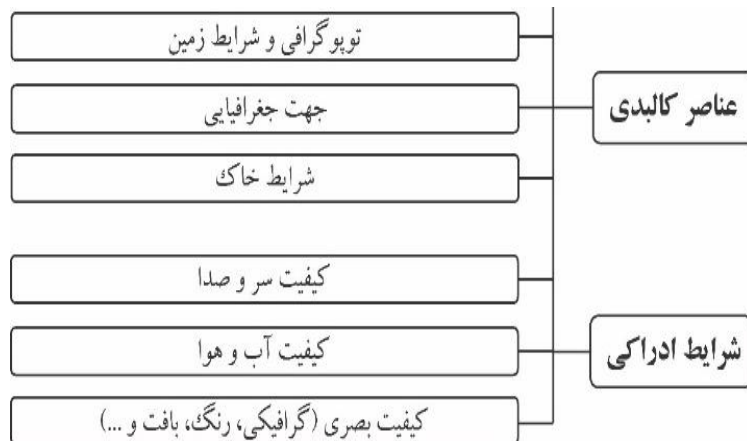 عناصر کالبدی
توپوگرافی و شرایط زمین
جهت جغرافیایی
شرایط خاک
شرایط ادراکی
کیفیت سر و صدا
کیفیت آب و هوا
کیفیت بصری (گرافیکی، رنگ، بافت و ...)